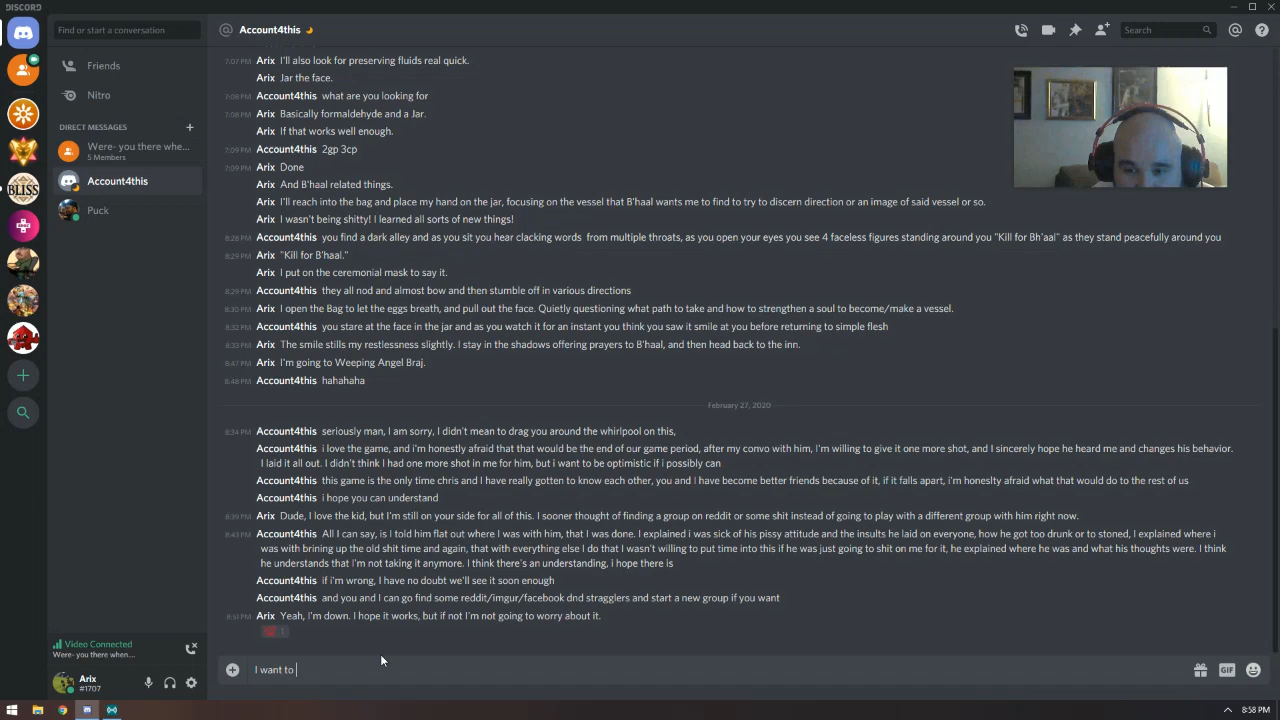 DISCORD
Find or start a conversation
Account4this
Search
Friends
Nitro
DIRECT MESSAGES
Were- you there whe...
5 Members
Account4this
Puck
7:07 PM Arix I'll also look for preserving fluids real quick.
Arix Jar the face.
7:08 PM Account4this what are you looking for
7:08 PM Arix Basically formaldehyde and a Jar.
Arix If that works well enough.
7:09 PM Account4this 2gp 3cp
7:09 PM Arix Done
Arix And B'haal related things.
Arix I'll reach into the bag and place my hand on the jar, focusing on the vessel that B'haal wants me to find to try to discern direction or an image of said vessel or so.
Arix I wasn't being shitty! I learned all sorts of new things!
8:28 PM Account4this you find a dark alley and as you sit you hear clacking words from multiple throats, as you open your eyes you see 4 faceless figures standing around you "Kill for Bh'aal" as they stand peacefully around you
8:29 PM Arix "Kill for B'haal."
Arix I put on the ceremonial mask to say it.
8:29 PM Account4this they all nod and almost bow and then stumble off in various directions
8:30 PM Arix I open the Bag to let the eggs breath, and pull out the face. Quietly questioning what path to take and how to strengthen a soul to become/make a vessel.
8:32 PM Account4this you stare at the face in the jar and as you watch it for an instant you think you saw it smile at you before returning to simple flesh
8:33 PM Arix The smile stills my restlessness slightly. I stay in the shadows offering prayers to B'haal, and then head back to the inn.
8:47 PM Arix I'm going to Weeping Angel Braj.
8:48 PM Account4this hahahaha
February 27, 2020
8:34 PM Account4this seriously man, I am sorry, I didn't mean to drag you around the whirlpool on this,
Account4this i love the game, and i'm honestly afraid that would be the end of our game period, after my convo with him, I'm willing to give it one more shot, and I sincerely hope he heard me and changes his behavior.
I laid it all out. I didn't think I had one more shot in me for him, but i want to be optimistic if i possibly can
Account4this this game is the only time chris and I have really gotten to know each other, you and I have become better friends because of it, if it falls apart, i'm honeslty afraid what that would do to the rest of us
Account4this i hope you can understand
8:39 PM Arix Dude, I love the kid, but I'm still on your side for all of this. I sooner thought of finding a group on reddit or some shit instead of going to play with a different group with him right now.
8:43 PM Account4this All I can say, is I told him flat out where I was with him, that I was done. I explained i was sick of his pissy attitude and the insults he laid on everyone, how he got too drunk or to stoned, I explained where i
was with brining up the old shit time and again, that with everything else I do that I wasn't willing to put time into this if he was just going to shit on me for it, he explained where he was and what his thoughts were. I think
he understands that I'm not taking it anymore. I think there's an understanding. i hope there is
Account4this if i'm wrong, I have no doubt we'll see it soon enough
Account4this and you and I can go find some reddit/imgur/facebook dnd stragglers and start a new group if you want
8:51 PM Arix Yeah, I'm down. I hope it works, but if not I'm not going to worry about it.
1
Video Connected
Were- you there when....
Arix
#1707
I want to
GIF
BLISS
8:58 PM